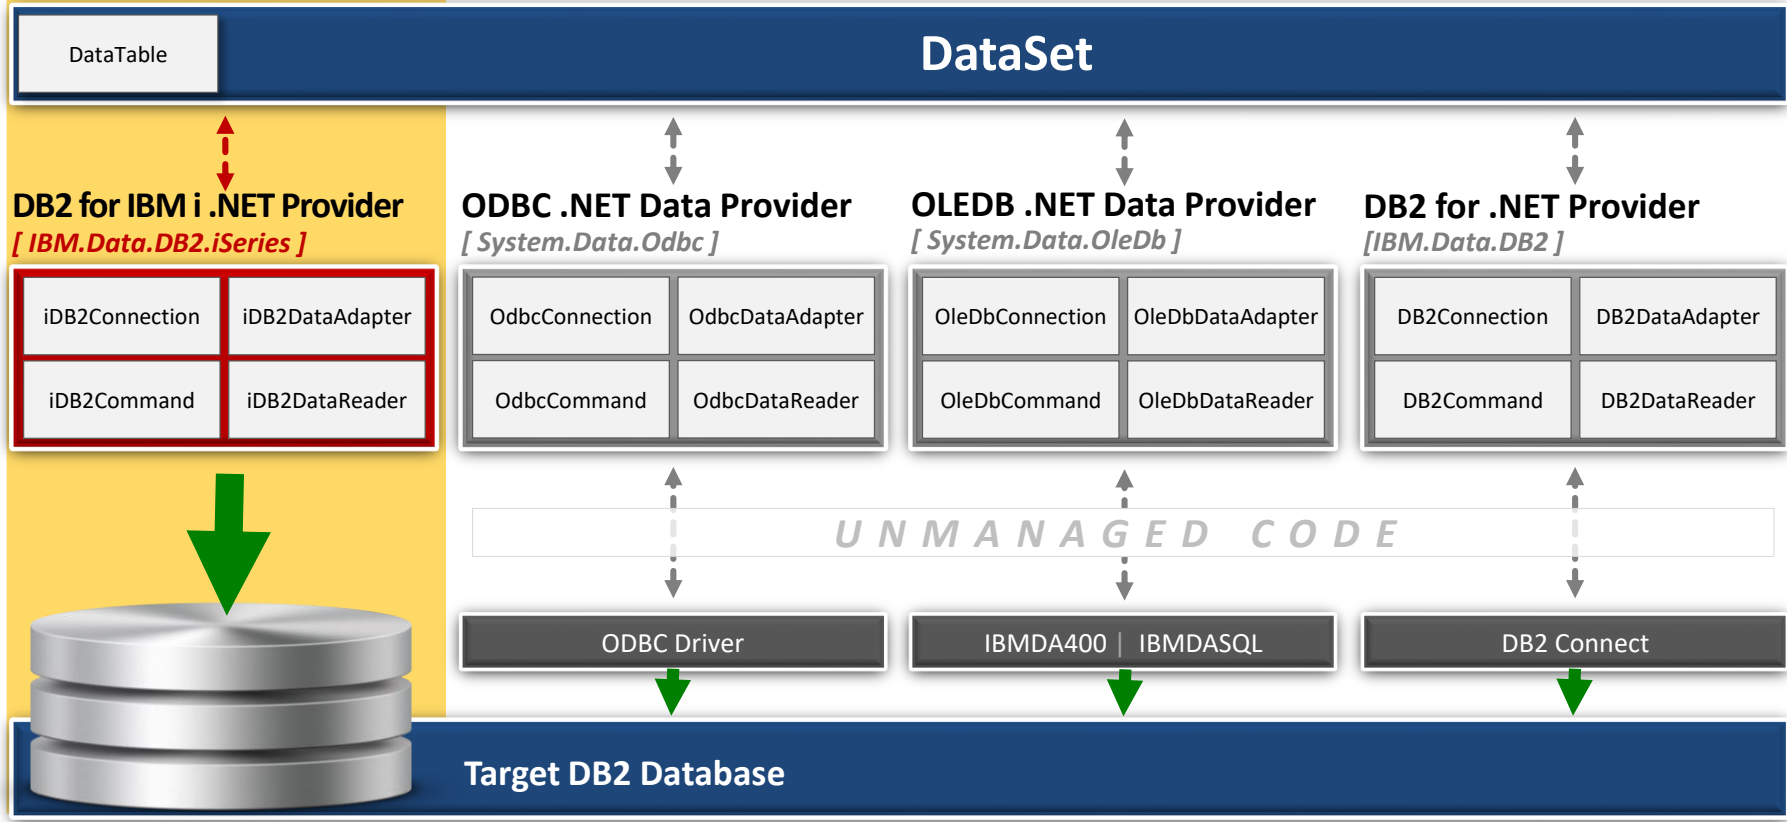 DataTable
DataSet
DB2 for IBM i .NET Provider
[ IBM.Data.DB2.iSeries ]
iDB2Connection
iDB2DataAdapter
iDB2Command
iDB2DataReader
ODBC .NET Data Provider
[ System.Data.Odbc ]
OdbcConnection
OdbcDataAdapter
OdbcCommand
OdbcDataReader
OLEDB .NET Data Provider
[ System.Data.OleDb ]
OleDbConnection
OleDbDataAdapter
OleDbCommand
OleDbDataReader
DB2 for .NET Provider
[IBM.Data.DB2 ]
DB2Connection
DB2DataAdapter
DB2Command
DB2DataReader
UNMANAGED CODE
ODBC Driver
IBMDA400 | IBMDASQL
DB2 Connect
Target DB2 Database